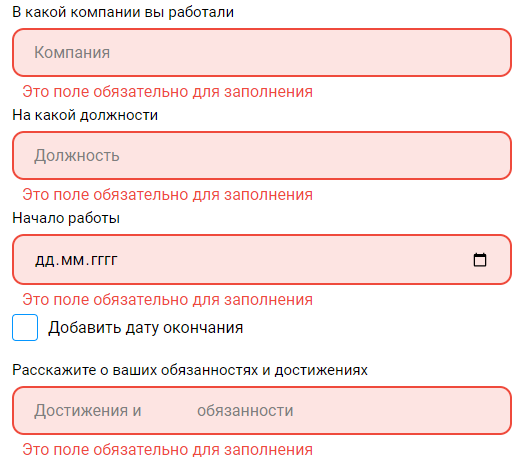 В какой компании вы работали
Компания
Это поле обязательно для заполнения
На какой должности
Должность
Это поле обязательно для заполнения
Начало работы
дд.мм.гггг
Это поле обязательно для заполнения
Добавить дату окончания
Расскажите о ваших обязанностях и достижениях
Достижения и обязанности
Это поле обязательно для заполнения